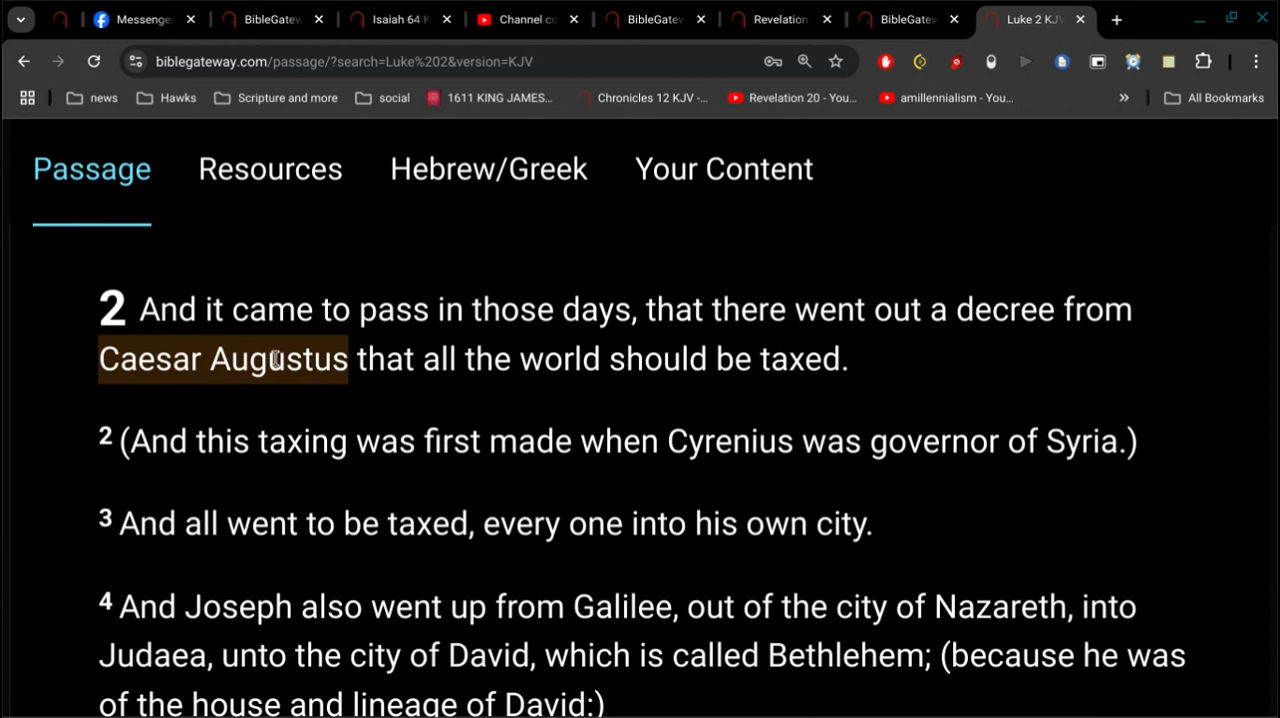 Messenger
BibleGatew
Isaiah 64 K
Channel co
BibleGatew
Revelation
BibleGatew
Luke 2 KJV
biblegateway.com/passage/?search=Luke%202&version=KJV
news
Hawks
Scripture and more
social
1611 KING JAMES...
Chronicles 12 KJV -...
Revelation 20 - You...
amillennialism - You...
»
All Bookmarks
Passage
Resources
Hebrew/Greek
Your Content
2 And it came to pass in those days, that there went out a decree from
Caesar Augustus that all the world should be taxed.
2 (And this taxing was first made when Cyrenius was governor of Syria.)
3 And all went to be taxed, every one into his own city.
4 And Joseph also went up from Galilee, out of the city of Nazareth, into
Judaea, unto the city of David, which is called Bethlehem; (because he was
of the house and lineage of David:)